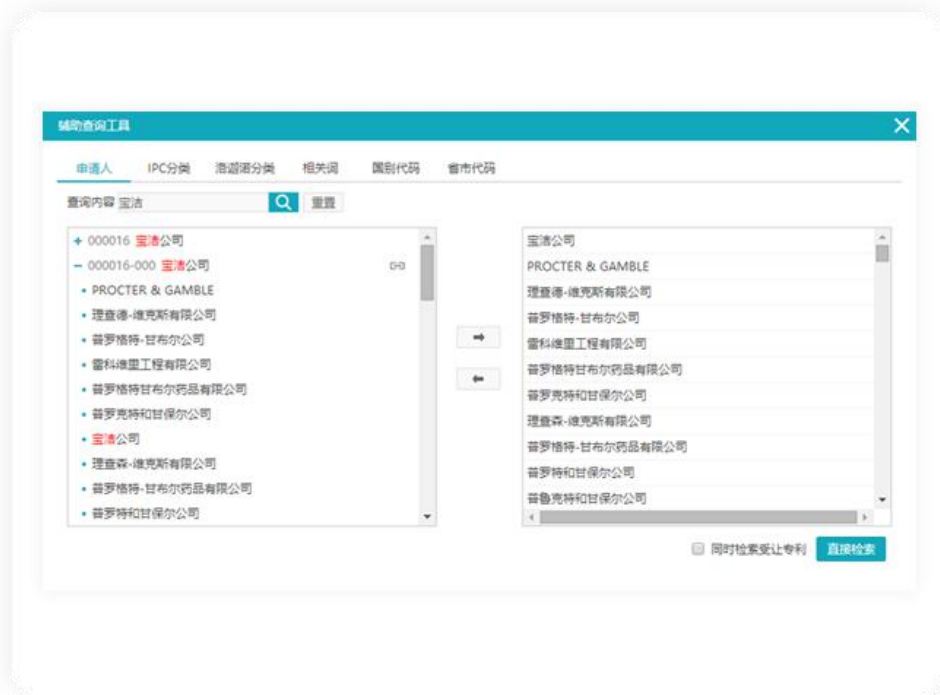 辅助查询工具
申请人 IPC分类 洛迦诺分类 相关词 国别代码 省市代码
查询内容 宝洁 重置
000016 宝洁公司
000016-000 宝洁公司
PROCTER & GAMBLE
理查德-维克斯有限公司
普罗格特-甘布尔公司
雷科维里工程有限公司
普罗格特甘布尔药品有限公司
普罗克特和甘保尔公司
宝洁公司
理查森-维克斯有限公司
普罗格特-甘布尔药品有限公司
普罗特和甘保尔公司
宝洁公司
PROCTER & GAMBLE
理查德-维克斯有限公司
普罗格特-甘布尔公司
雷科维里工程有限公司
普罗格特甘布尔药品有限公司
普罗克特和甘保尔公司
理查森-维克斯有限公司
普罗格特-甘布尔药品有限公司
普罗特和甘保尔公司
普鲁克特和甘保尔公司
同时检索受让专利 直接检索